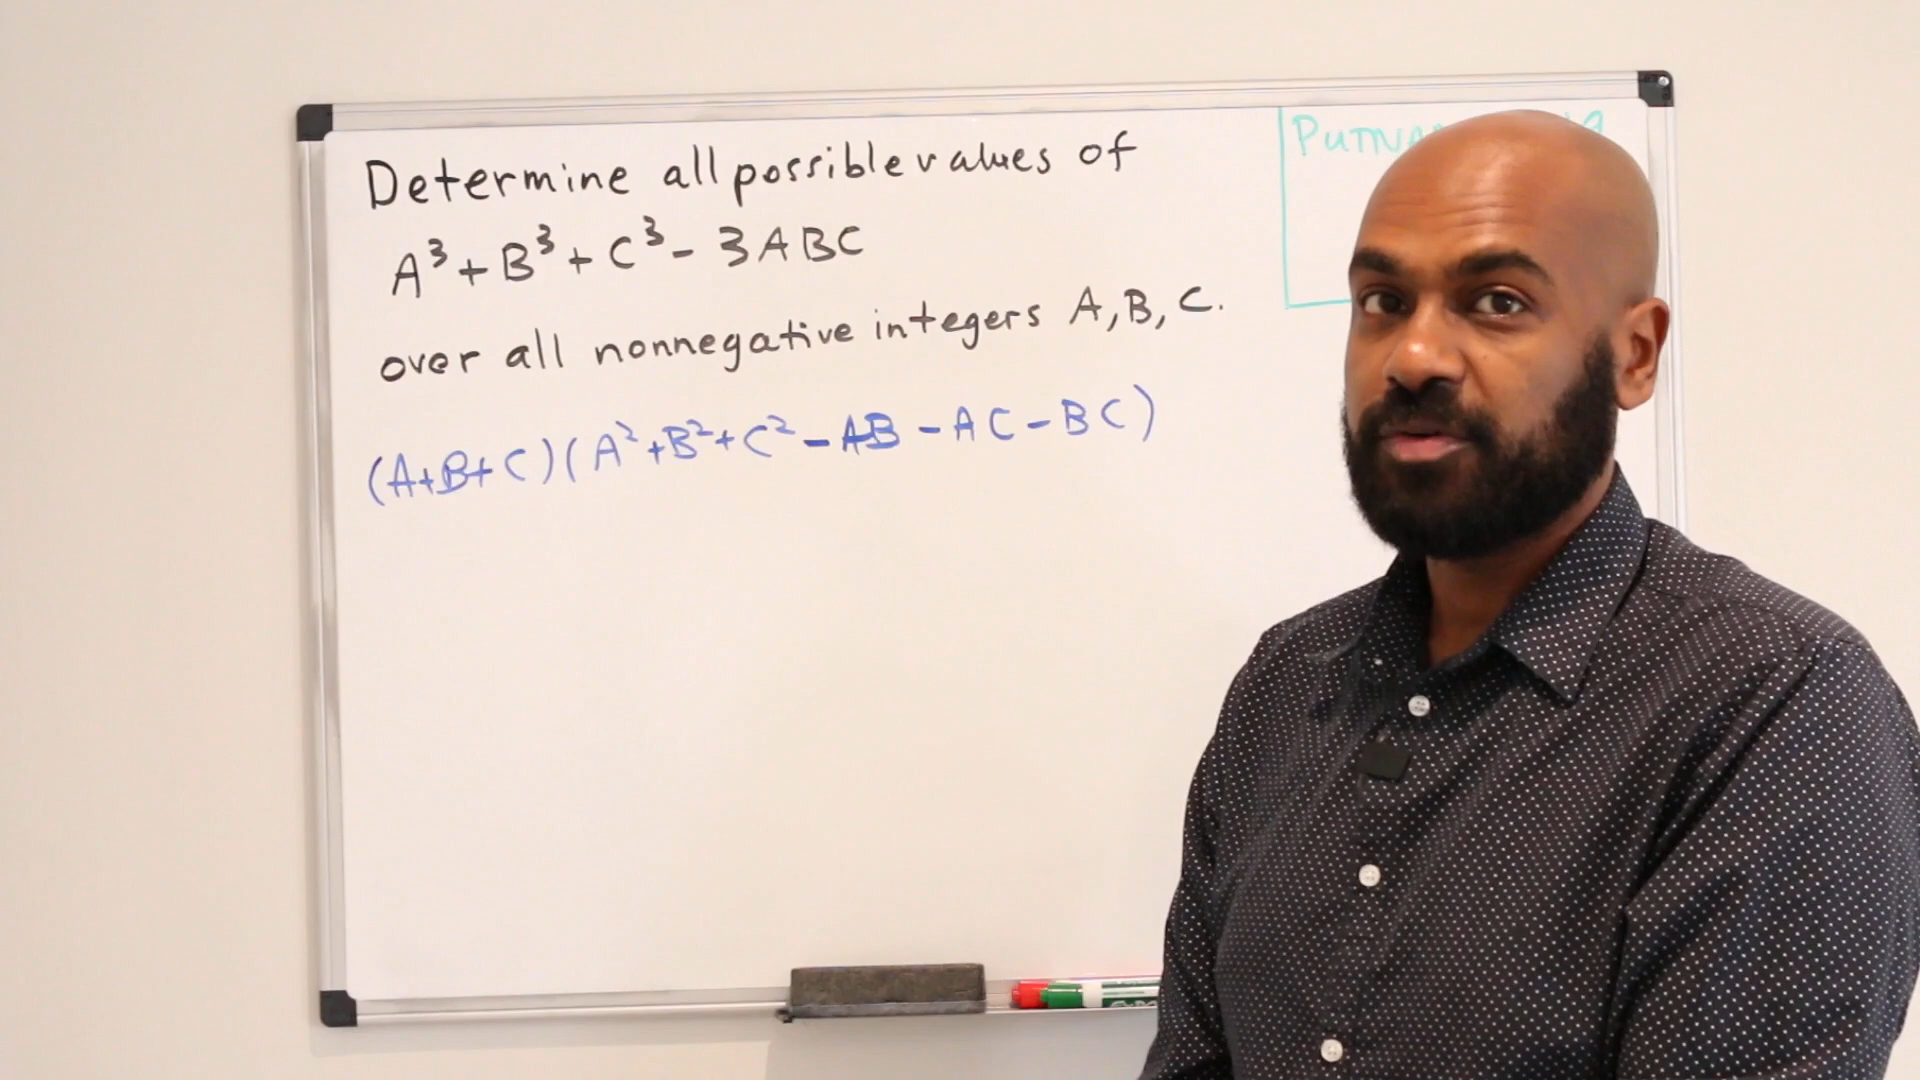 Determine all possible values of
A³ + B³ + C³ - 3ABC
over all nonnegative integers A, B, C.
(A+B+C)(A²+B²+C²-AB-AC-BC)